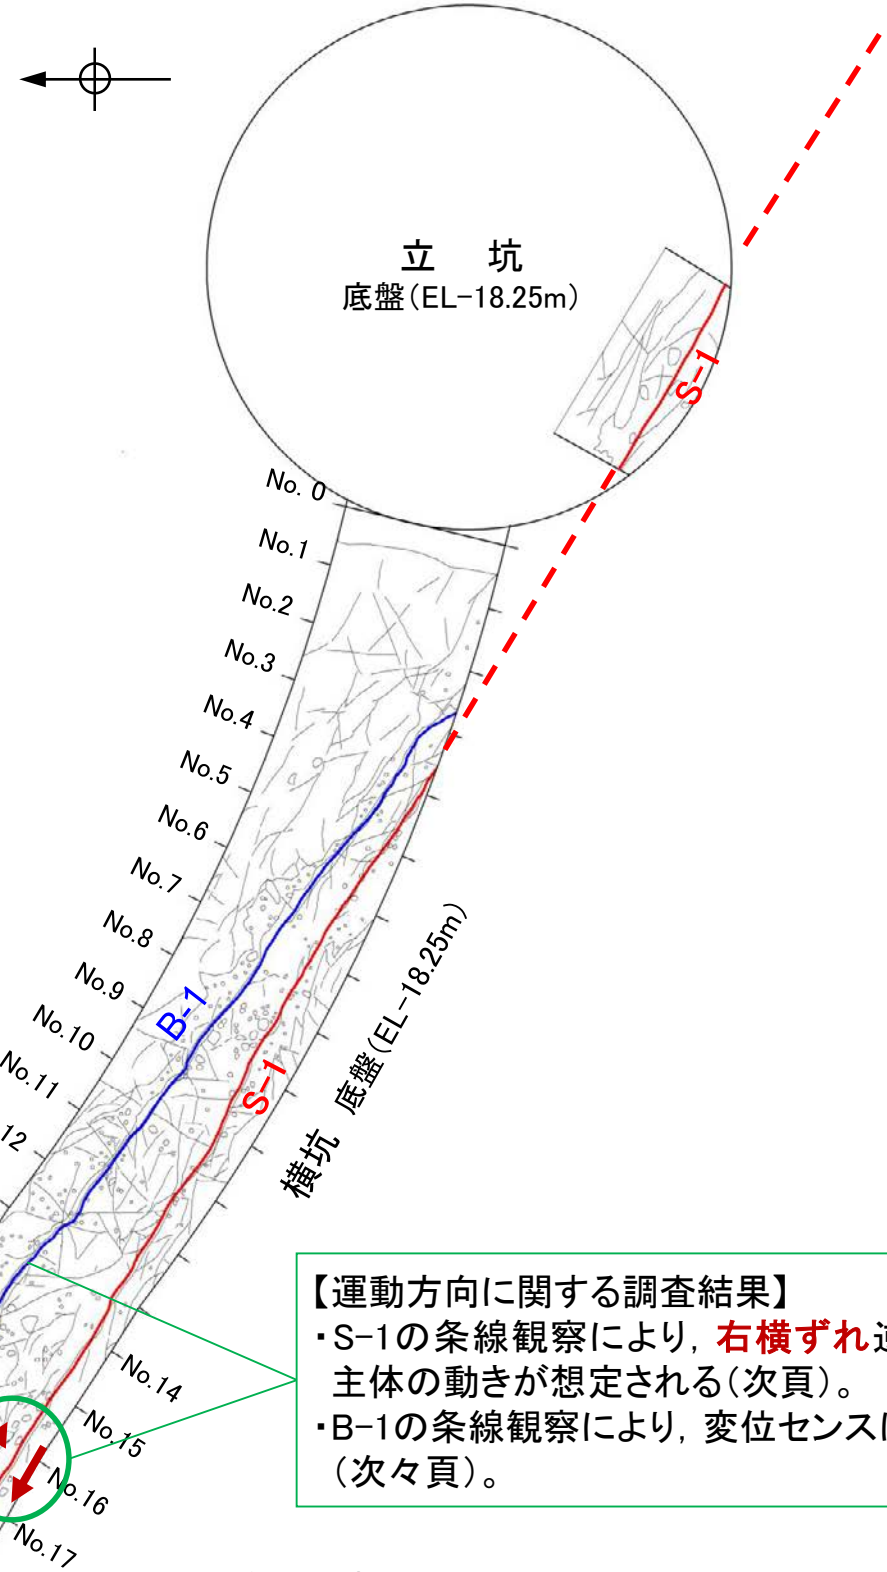 立 坑
底盤(EL-18.25m)
S-1
No. 0
No.1
No.2
No.3
No.4
No.5
No.6
No.7
No.8
No.9
No.10
No.11
12
B-1
S-1
横坑 底盤(EL-18.25m)
No.14
No.15
No.16
No.17
【運動方向に関する調査結果】
・S-1の条線観察により，右横ずれ
主体の動きが想定される(次頁)。
・B-1の条線観察により，変位センス
(次々頁)。